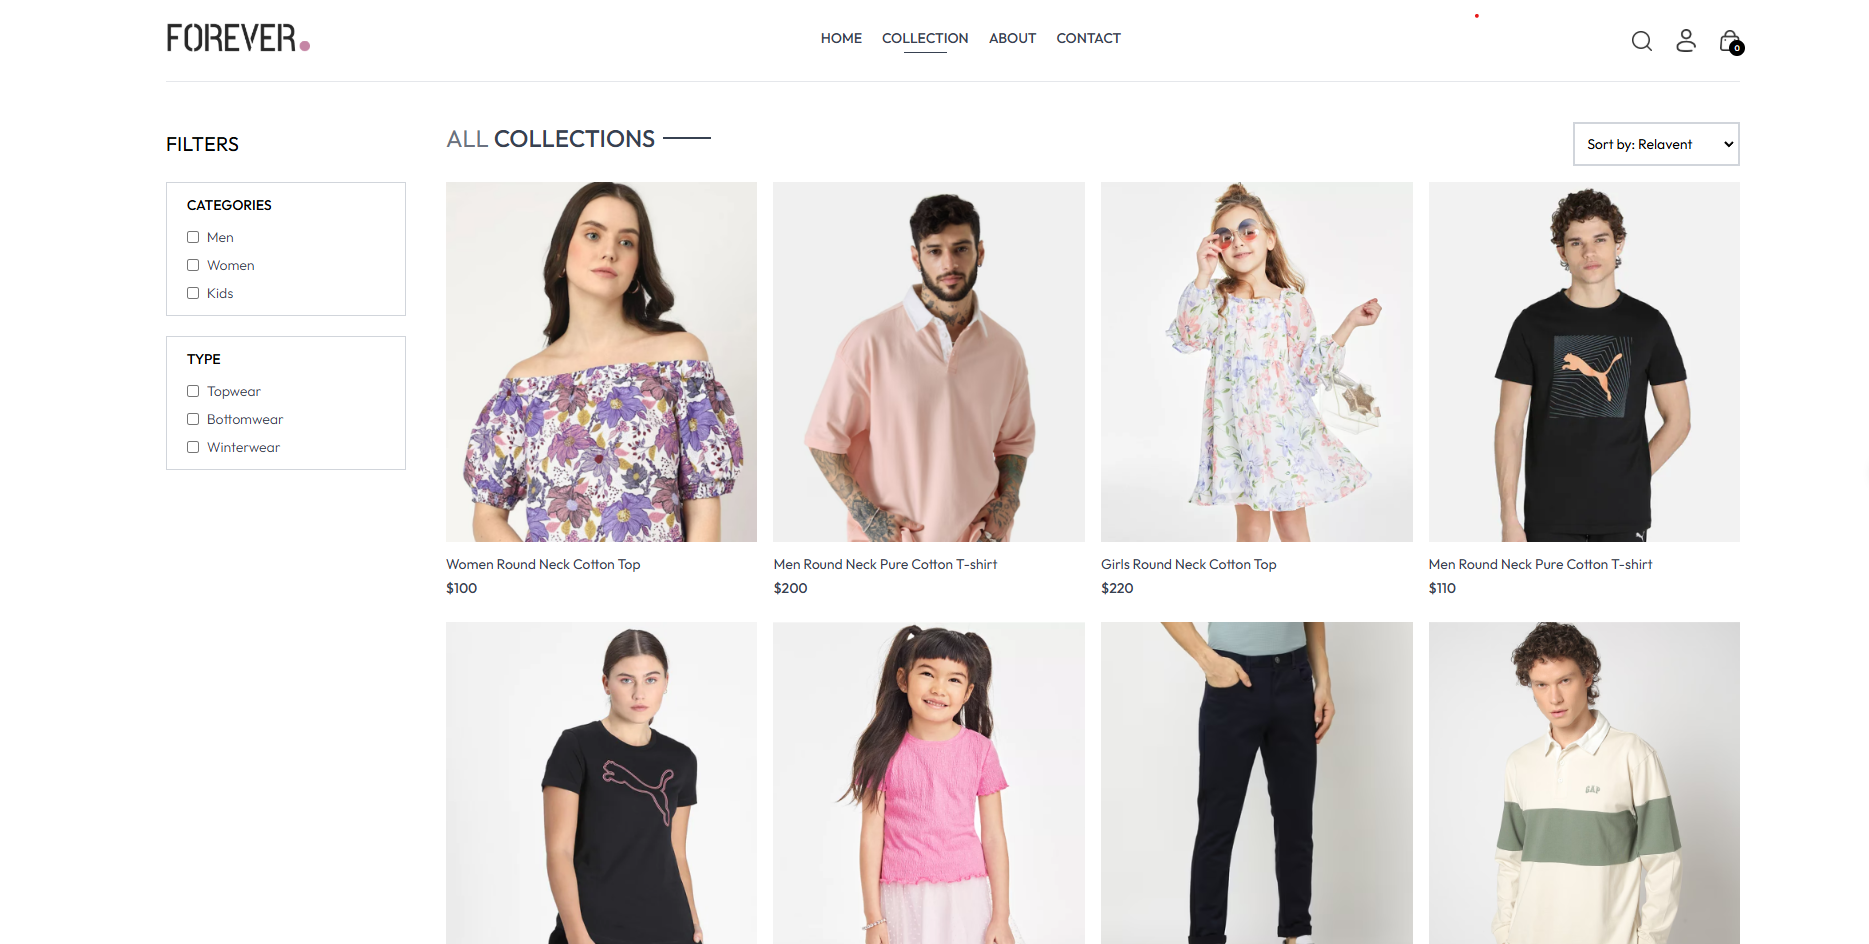 FOREVER.
HOME COLLECTION ABOUT CONTACT
0
FILTERS
CATEGORIES
Men
Women
Kids
TYPE
Topwear
Bottomwear
Winterwear
ALL COLLECTIONS
Sort by: Relavent
Women Round Neck Cotton Top
$100
Men Round Neck Pure Cotton T-shirt
$200
Girls Round Neck Cotton Top
$220
Men Round Neck Pure Cotton T-shirt
$110
GAP